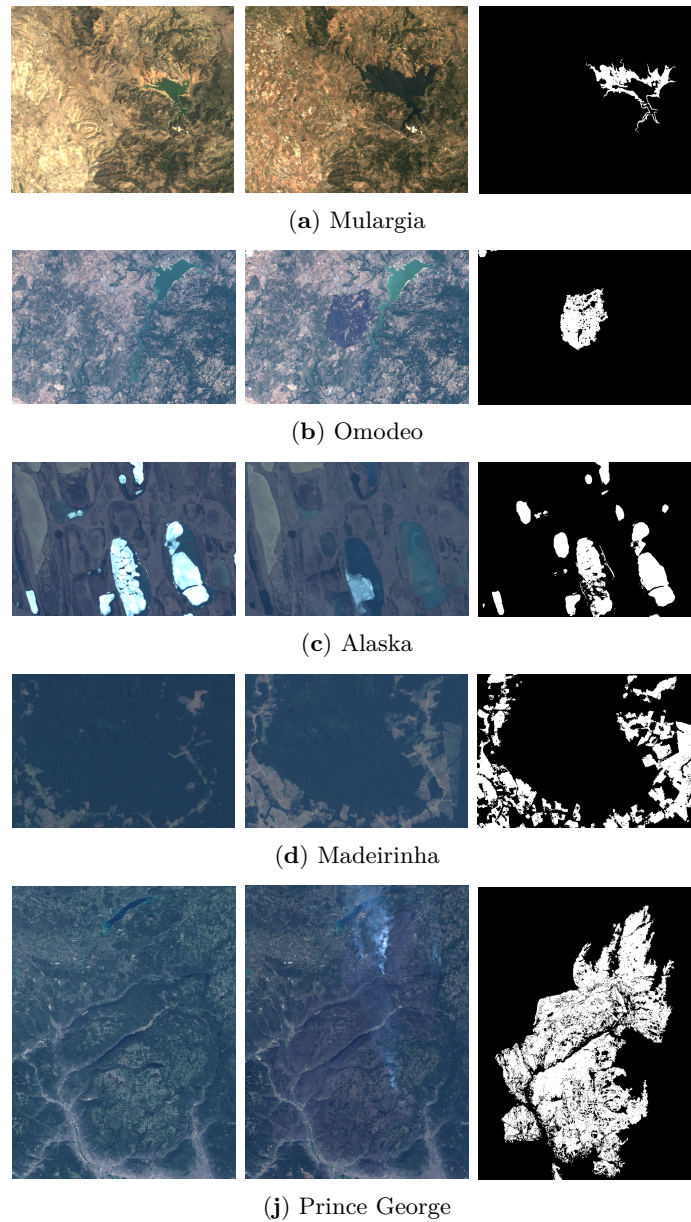 (a) Mulargia
(b) Omodeo
(c) Alaska
(d) Madeirinha
(j) Prince George